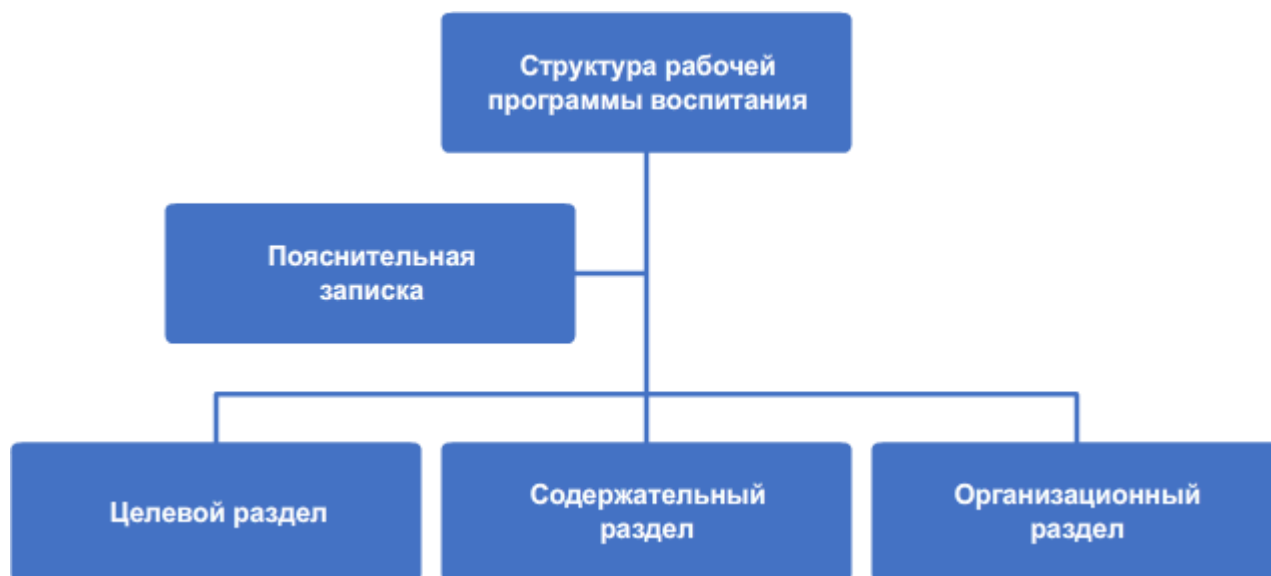 Структура рабочей
программы воспитания
Пояснительная
записка
Целевой раздел
Содержательный
раздел
Организационный
раздел